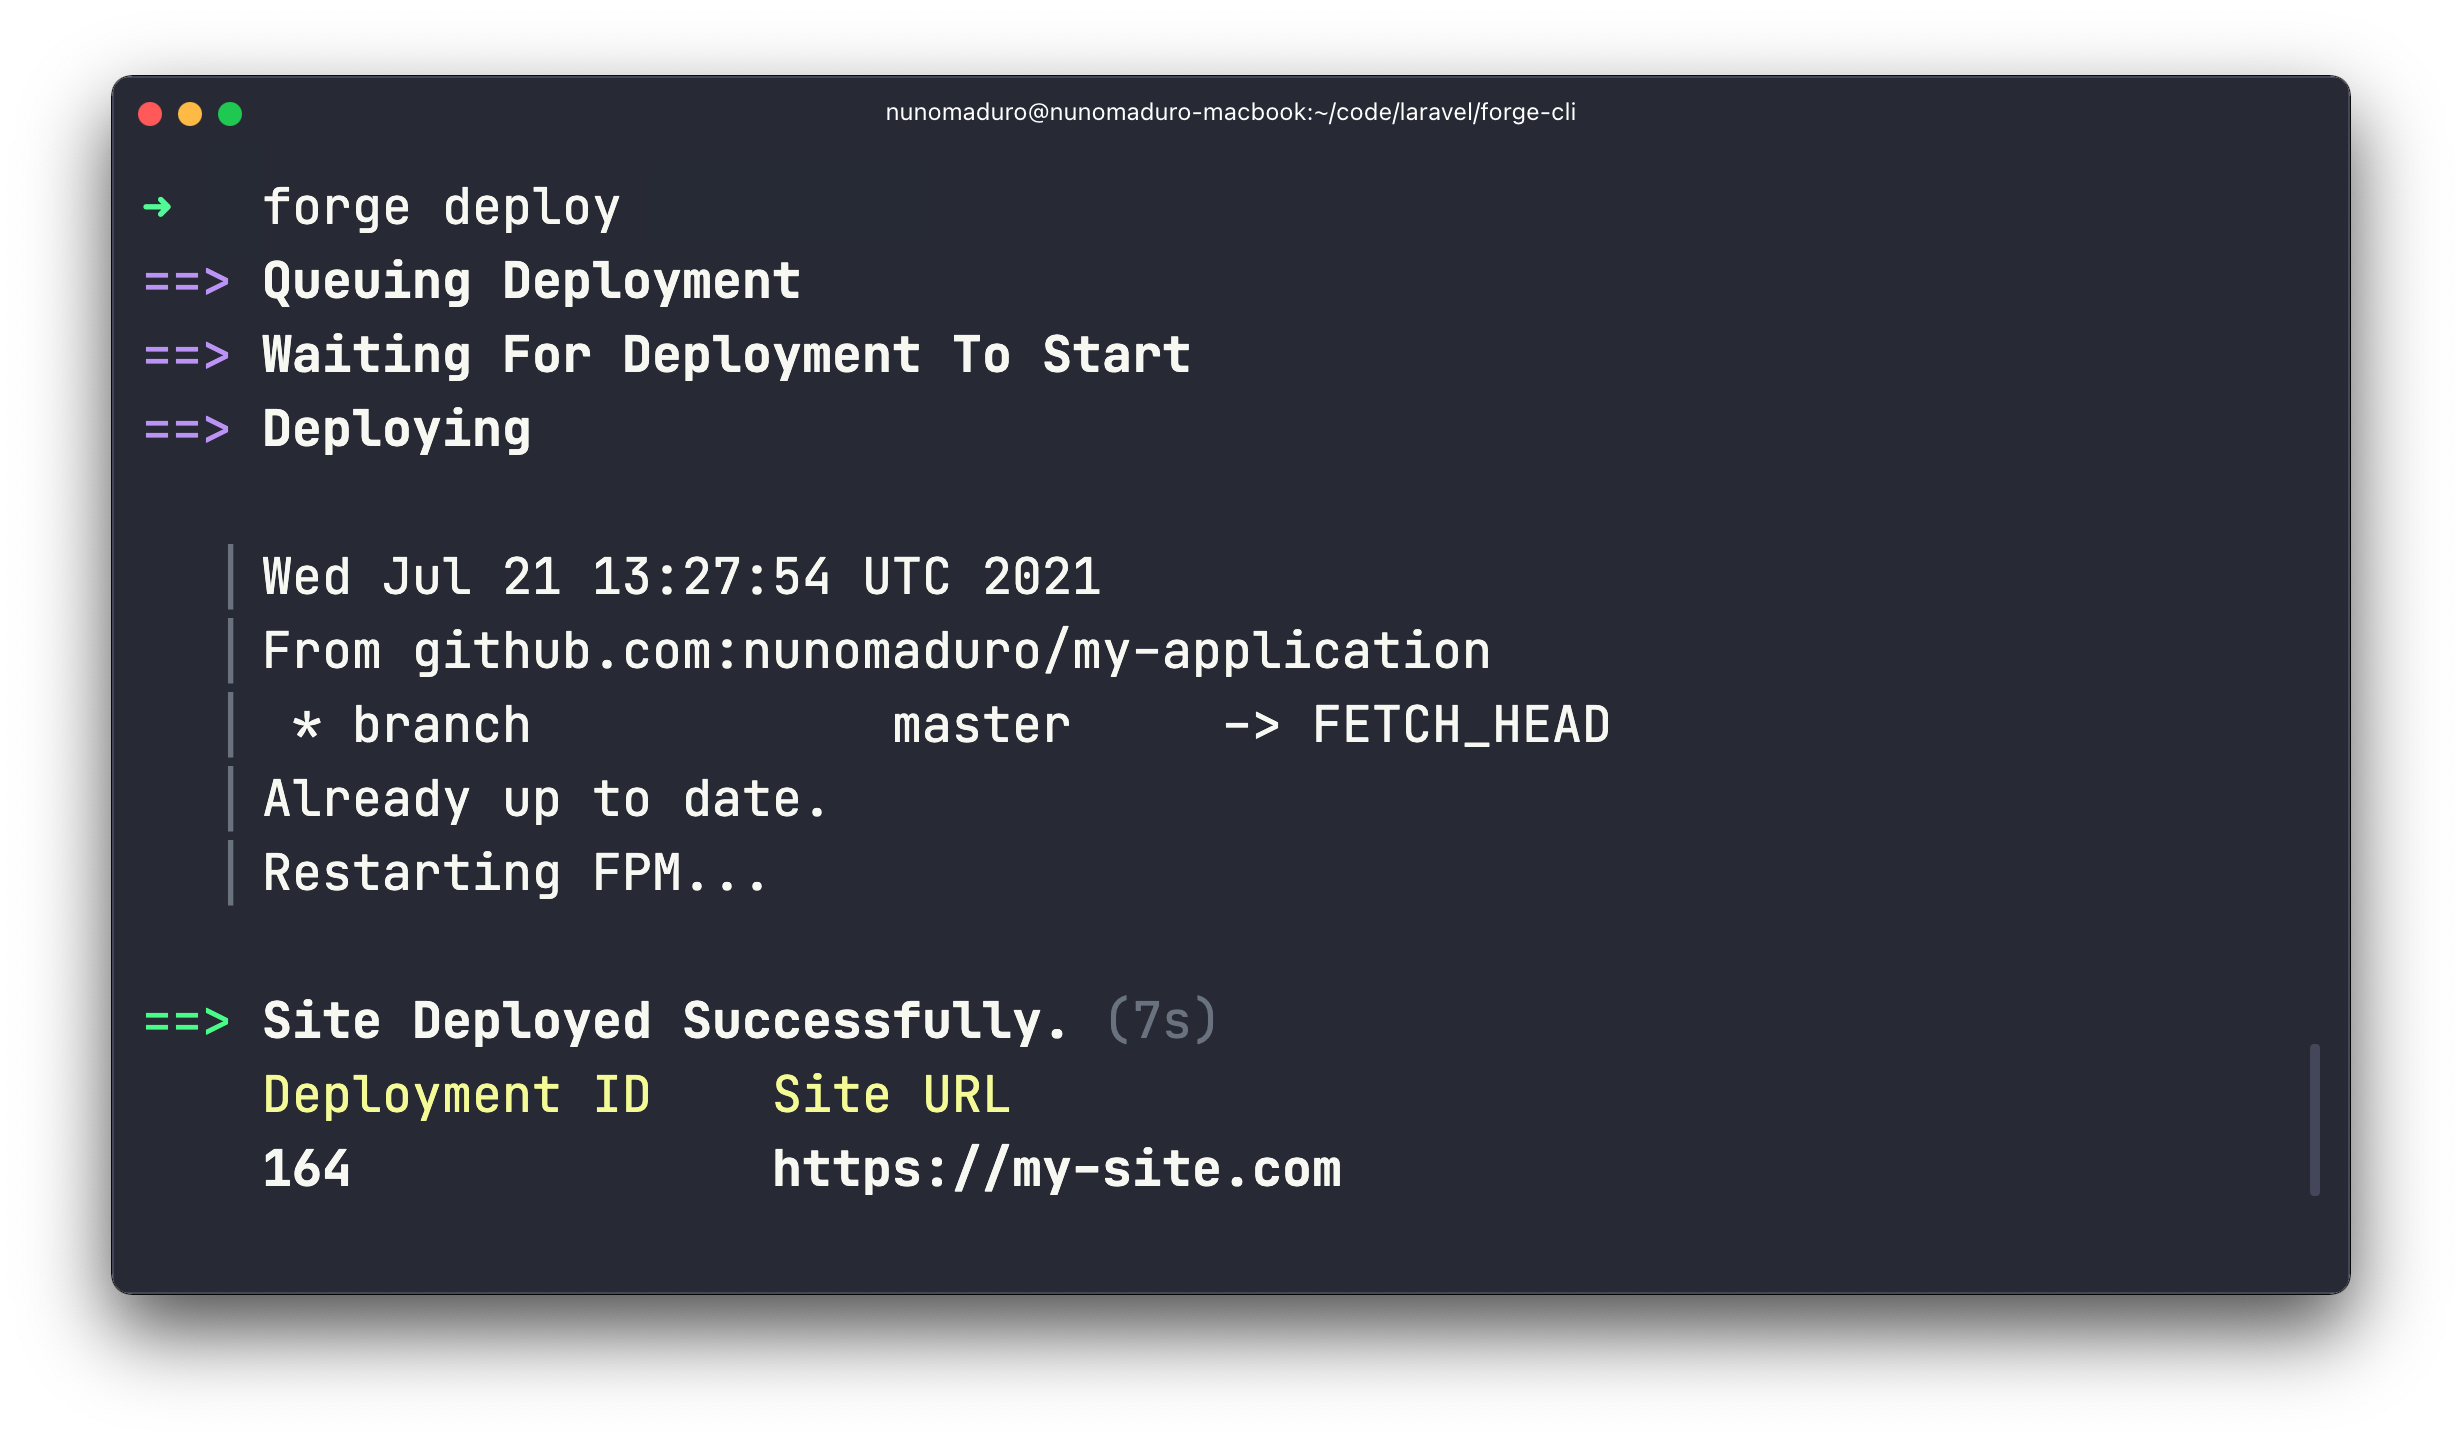 nunomaduro@nunomaduro-macbook:~/code/laravel/forge-cli
➜   forge deploy
==> Queuing Deployment
==> Waiting For Deployment To Start
==> Deploying
| Wed Jul 21 13:27:54 UTC 2021
| From github.com:nunomaduro/my-application
|  * branch            master     -> FETCH_HEAD
| Already up to date.
| Restarting FPM...
==> Site Deployed Successfully. (7s)
Deployment ID    Site URL
164              https://my-site.com